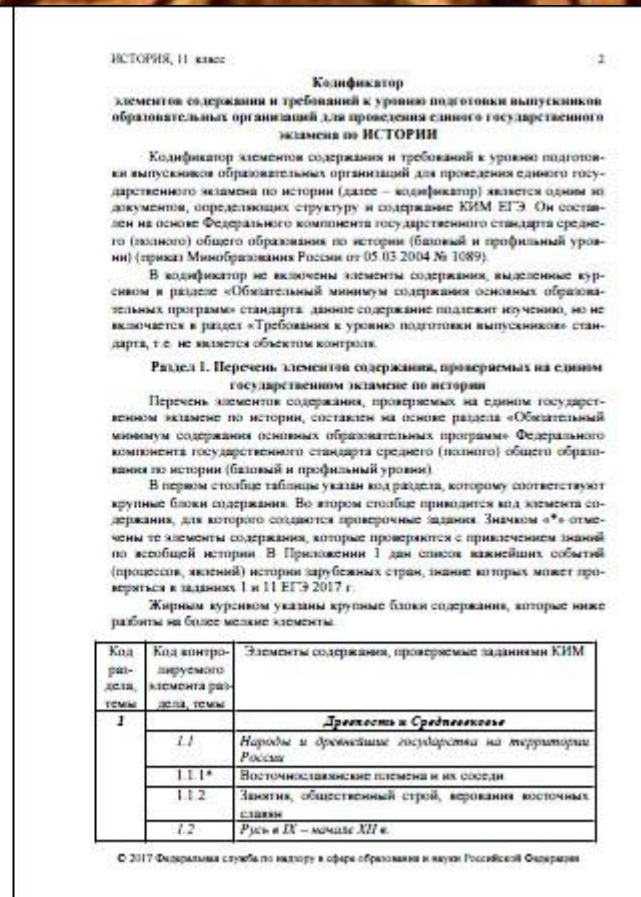 ИСТОРИЯ, 11 класс 2
Кодификатор
элементов содержания и требований к уровню подготовки выпускников
образовательных организаций для проведения единого государственного
экзамена по ИСТОРИИ
Кодификатор элементов содержания и требований к уровню подготов-
ки выпускников образовательных организаций для проведения единого госу-
дарственного экзамена по истории (далее – кодификатор) является одним из
документов, определяющих структуру и содержание КИМ ЕГЭ. Он состав-
лен на основе Федерального компонента государственного стандарта средне-
го (полного) общего образования по истории (базовый и профильный уров-
ни) (приказ Минобразования России от 05.03.2004 № 1089).
В кодификатор не включены элементы содержания, выделенные кур-
сивом в разделе «Обязательный минимум содержания основных образова-
тельных программ» стандарта: данное содержание подлежит изучению, но не
включается в раздел «Требования к уровню подготовки выпускников» стан-
дарта, т.е. не является объектом контроля.
Раздел 1. Перечень элементов содержания, проверяемых на едином
государственном экзамене по истории
Перечень элементов содержания, проверяемых на едином государст-
венном экзамене по истории, составлен на основе раздела «Обязательный
минимум содержания основных образовательных программ» Федерального
компонента государственного стандарта среднего (полного) общего образо-
вания по истории (базовый и профильный уровни).
В первом столбце таблицы указан код раздела, которому соответствуют
крупные блоки содержания. Во втором столбце приводится код элемента со-
держания, для которого создаются проверочные задания. Значком «*» отме-
чены те элементы содержания, которые проверяются с привлечением знаний
по всеобщей истории. В Приложении 1 дан список важнейших событий
(процессов, явлений) истории зарубежных стран, знание которых может про-
веряться в заданиях 1 и 11 ЕГЭ 2017 г.
Жирным курсивом указаны крупные блоки содержания, которые ниже
разбиты на более мелкие элементы.
Код Код контро- Элементы содержания, проверяемые заданиями КИМ
раз- лируемого
дела, элемента раз-
темы дела, темы
1 Древность и Средневековье
1.1 Народы и древнейшие государства на территории
России
1.1.1* Восточнославянские племена и их соседи
1.1.2 Занятия, общественный строй, верования восточных
славян
1.2 Русь в IX – начале XII в.
© 2017 Федеральная служба по надзору в сфере образования и науки Российской Федерации